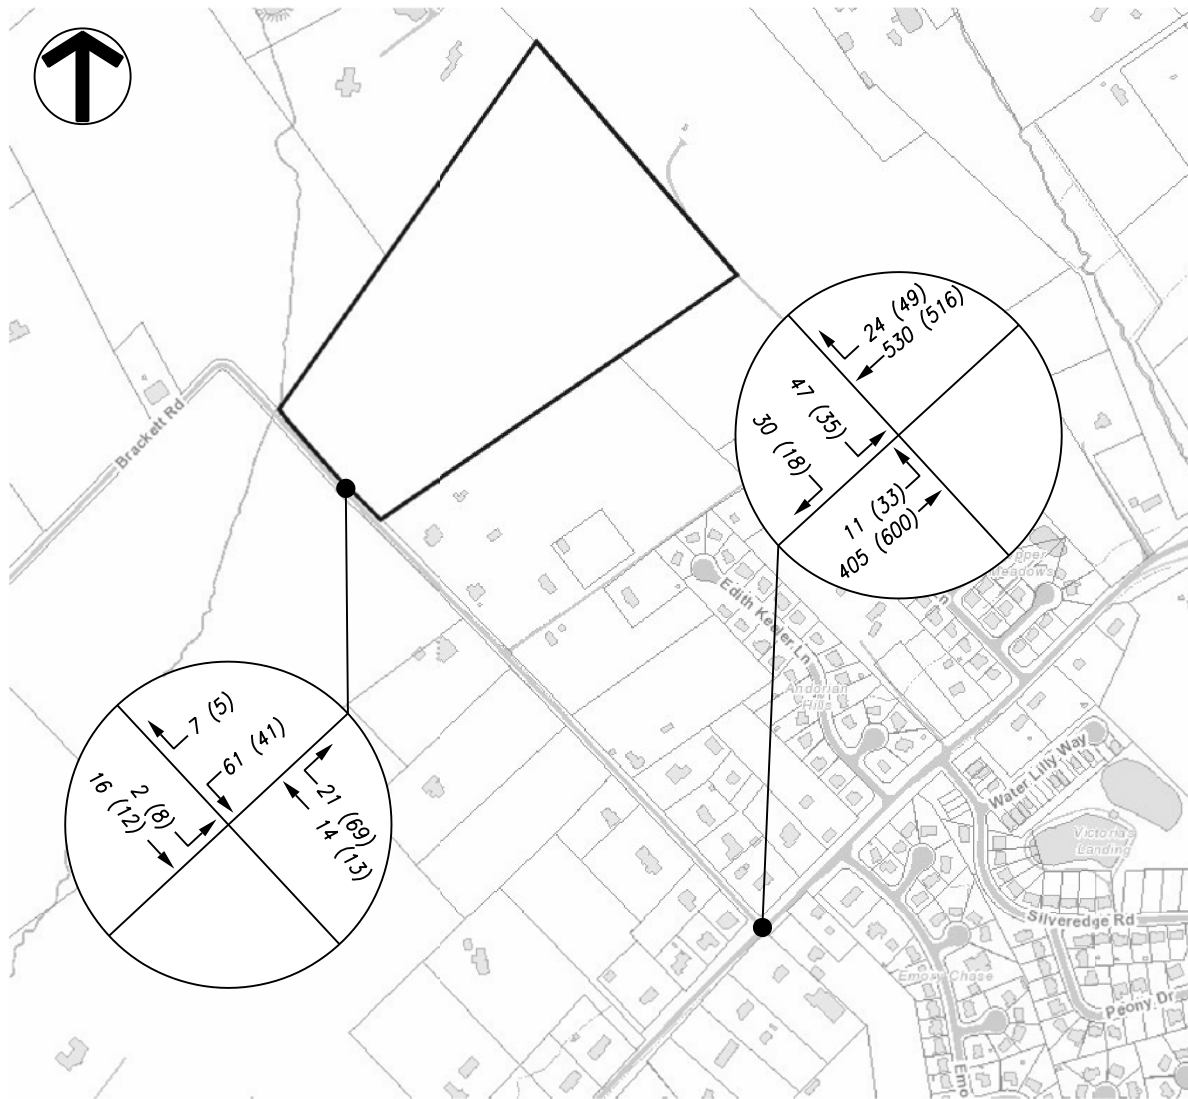 24 (49)
530 (516)
47 (35)
30 (18)
11 (33)
405 (600)
Brackett Rd
Edith Keeler Ln
Ln
Andorian
Hills
Water Lilly Way
Victoria's
Landing
Silveredge Rd
Emory Chase
Peony Dr
7 (5)
61 (41)
2 (8)
16 (12)
21 (69)
14 (13)